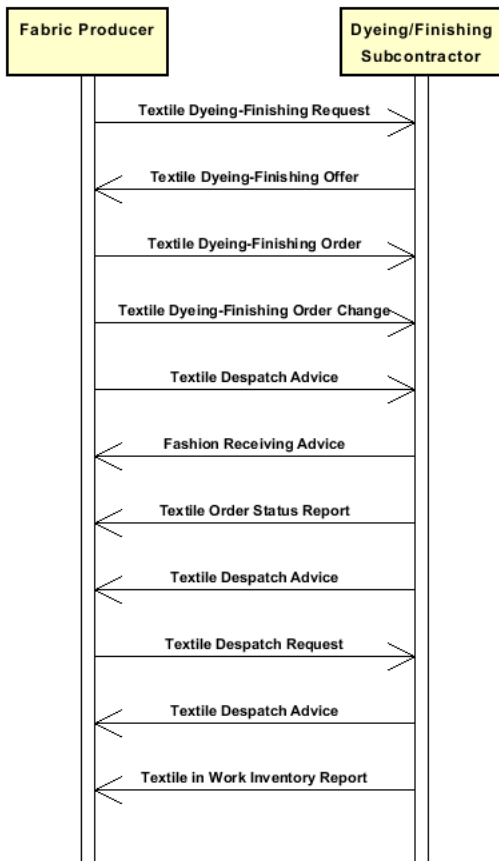 Fabric Producer
Dyeing/Finishing
Subcontractor
Textile Dyeing-Finishing Request
Textile Dyeing-Finishing Offer
Textile Dyeing-Finishing Order
Textile Dyeing-Finishing Order Change
Textile Despatch Advice
Fashion Receiving Advice
Textile Order Status Report
Textile Despatch Advice
Textile Despatch Request
Textile Despatch Advice
Textile in Work Inventory Report